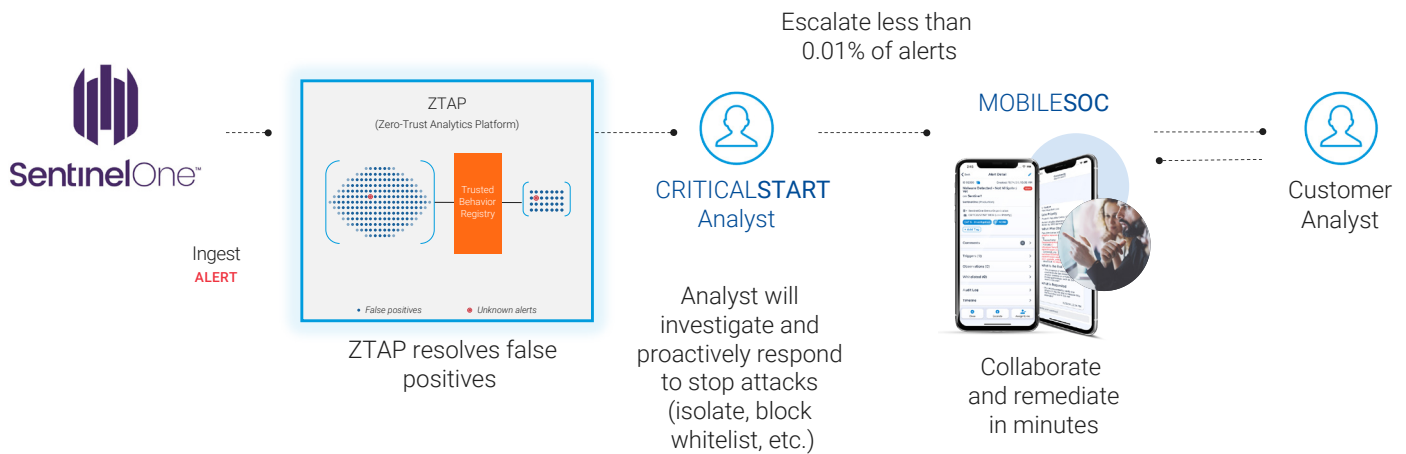 Escalate less than
0.01% of alerts
SentinelOne™
Ingest
ALERT
ZTAP
(Zero-Trust Analytics Platform)
Trusted
Behavior
Registry
• False positives
• Unknown alerts
ZTAP resolves false
positives
CRITICALSTART
Analyst
Analyst will
investigate and
proactively respond
to stop attacks
(isolate, block
whitelist, etc.)
MOBILESOC
Collaborate
and remediate
in minutes
Customer
Analyst